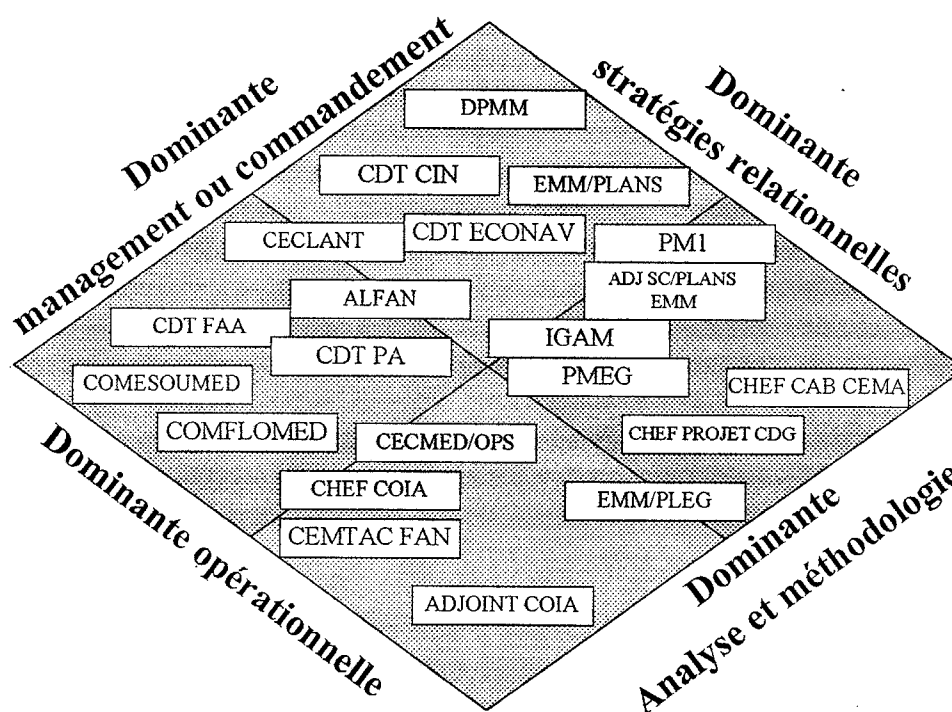 Dominante
management ou commandement
Dominante
stratégies relationnelles
DPMM
CDT CIN
EMM/PLANS
CECLANT
CDT ECONAV
PM1
ADJ SC/PLANS
EMM
ALFAN
CDT FAA
IGAM
CDT PA
PMEG
COMESOUMED
CHEF CAB CEMA
COMFLOMED
CECMED/OPS
CHEF PROJET CDG
CHEF COIA
EMM/PLEG
CEMTAC FAN
ADJOINT COIA
Dominante opérationnelle
Dominante
Analyse et méthodologie